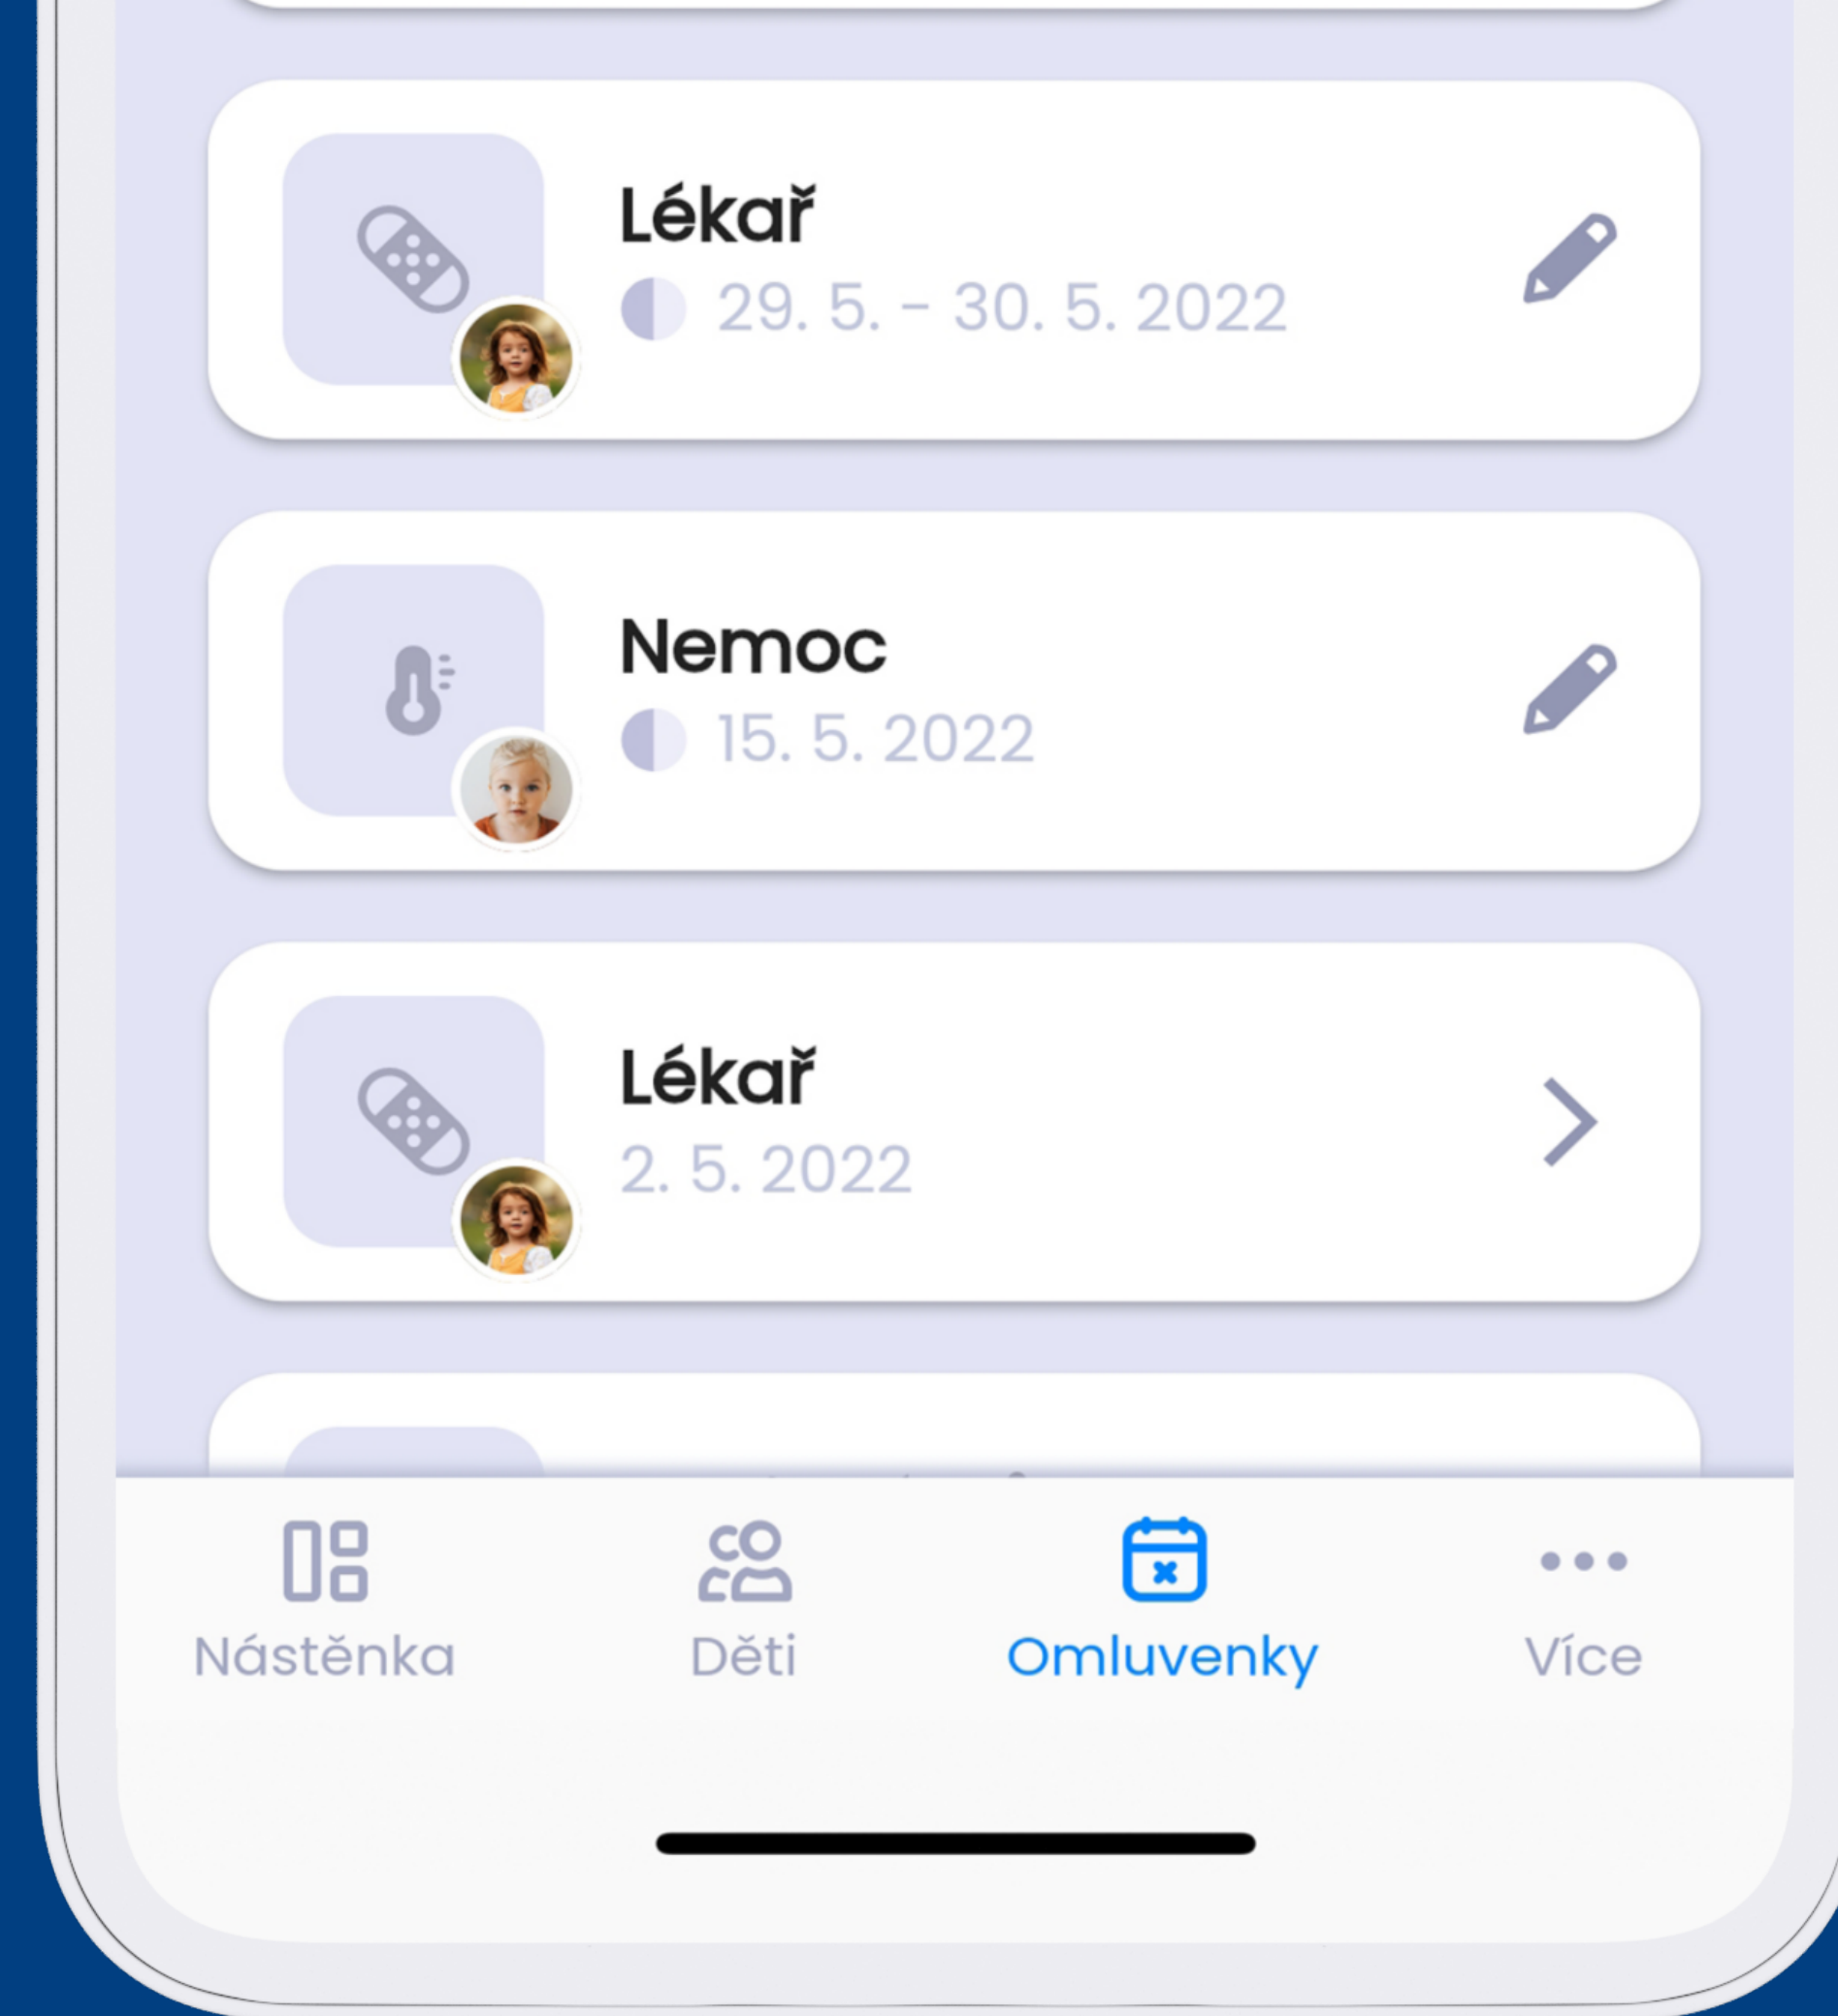 Lékař
29. 5. - 30. 5. 2022
Nemoc
15. 5. 2022
Lékař
2. 5. 2022
Nástěnka
Děti
Omluvenky
Více